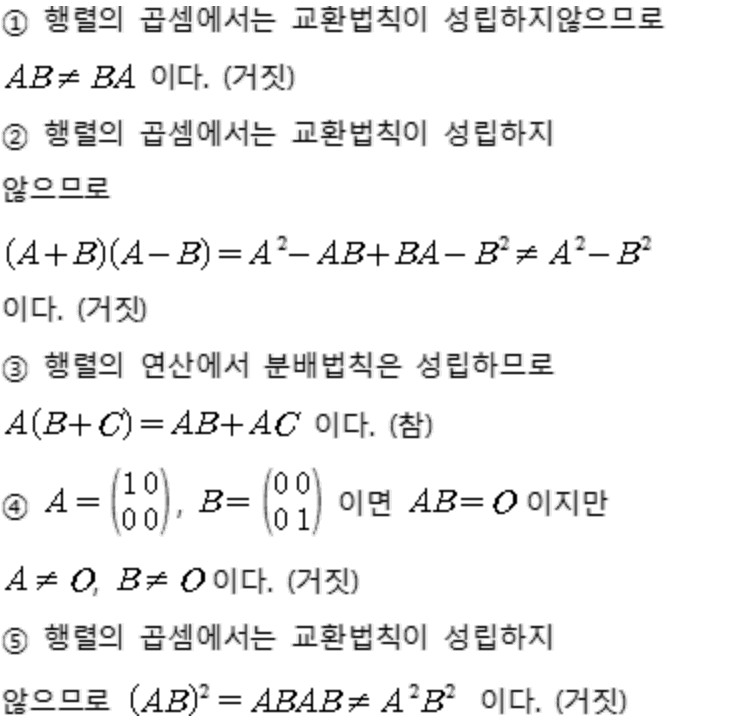 ① 행렬의 곱셈에서는 교환법칙이 성립하지않으므로
AB≠ BA 이다. (거짓)
② 행렬의 곱셈에서는 교환법칙이 성립하지
않으므로
(A+B)(A−B)=A²−AB+BA−B²≠ A²−B²
이다. (거짓)
③ 행렬의 연산에서 분배법칙은 성립하므로
A(B+C)=AB+AC 이다. (참)
④ A=(1 0 / 0 0), B=(0 0 / 0 1) 이면 AB=O 이지만
A≠O, B≠O 이다. (거짓)
⑤ 행렬의 곱셈에서는 교환법칙이 성립하지
않으므로 (AB)²=ABAB≠A²B² 이다. (거짓)